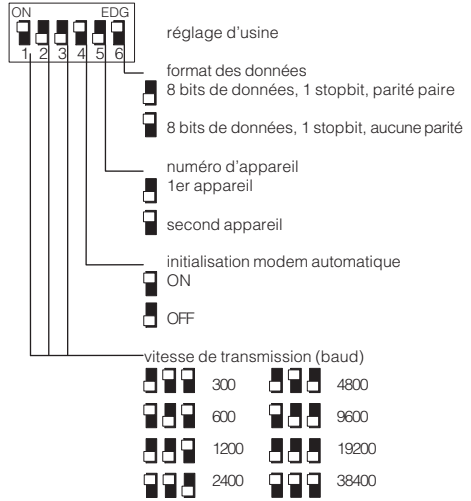 ON EDG
1 2 3 4 5 6
réglage d'usine
format des données
8 bits de données, 1 stopbit, parité paire
8 bits de données, 1 stopbit, aucune parité
numéro d'appareil
1er appareil
second appareil
initialisation modem automatique
ON
OFF
vitesse de transmission (baud)
300 4800
600 9600
1200 19200
2400 38400